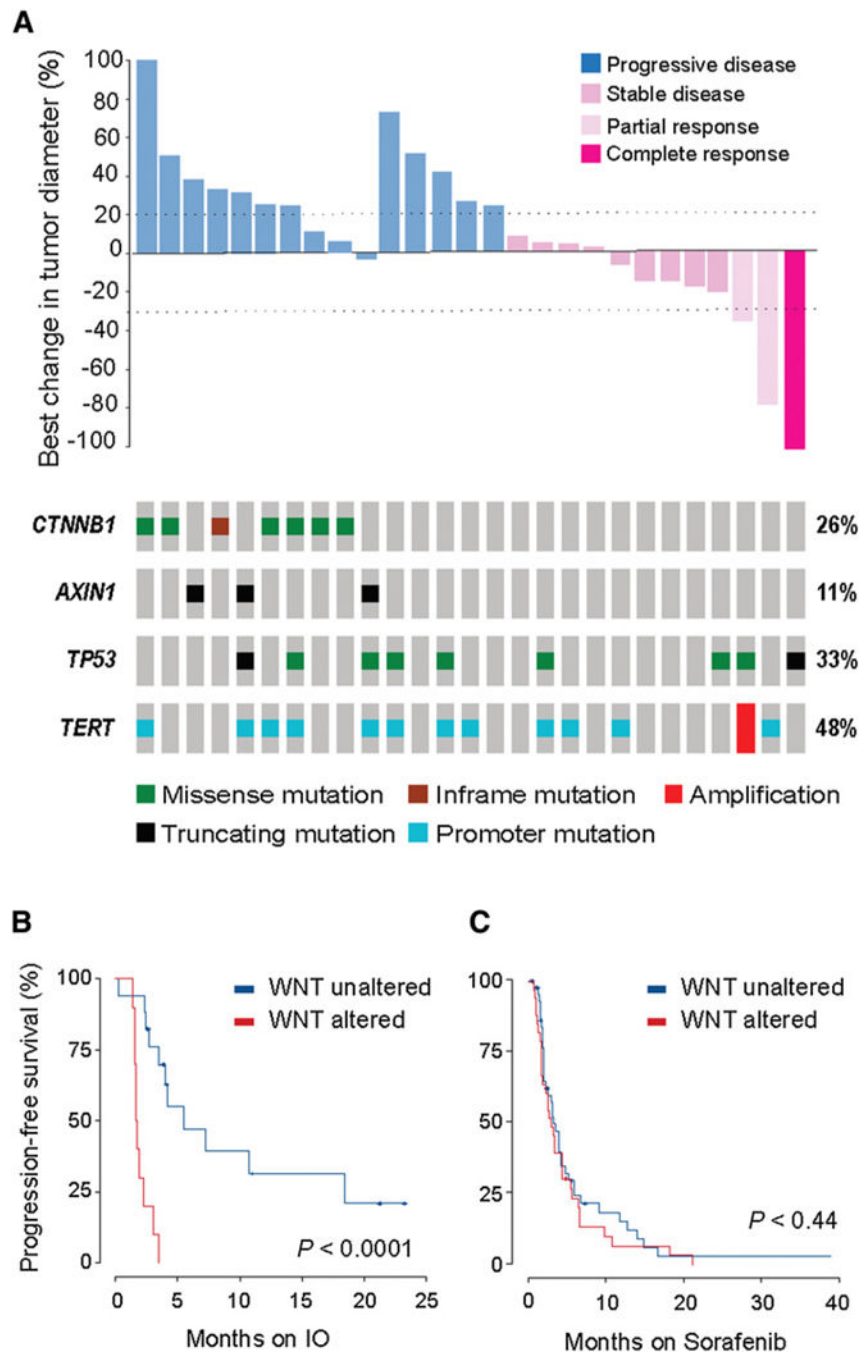 A
Best change in tumor diameter (%)
100
80
60
40
20
0
-20
-40
-60
-80
-100
Progressive disease
Stable disease
Partial response
Complete response
CTNNB1 26%
AXIN1 11%
TP53 33%
TERT 48%
Missense mutation Inframe mutation Amplification
Truncating mutation Promoter mutation
B
Progression-free survival (%)
100
75
50
25
0
WNT unaltered
WNT altered
P < 0.0001
0 5 10 15 20 25
Months on IO
C
100
75
50
25
0
WNT unaltered
WNT altered
P < 0.44
0 10 20 30 40
Months on Sorafenib